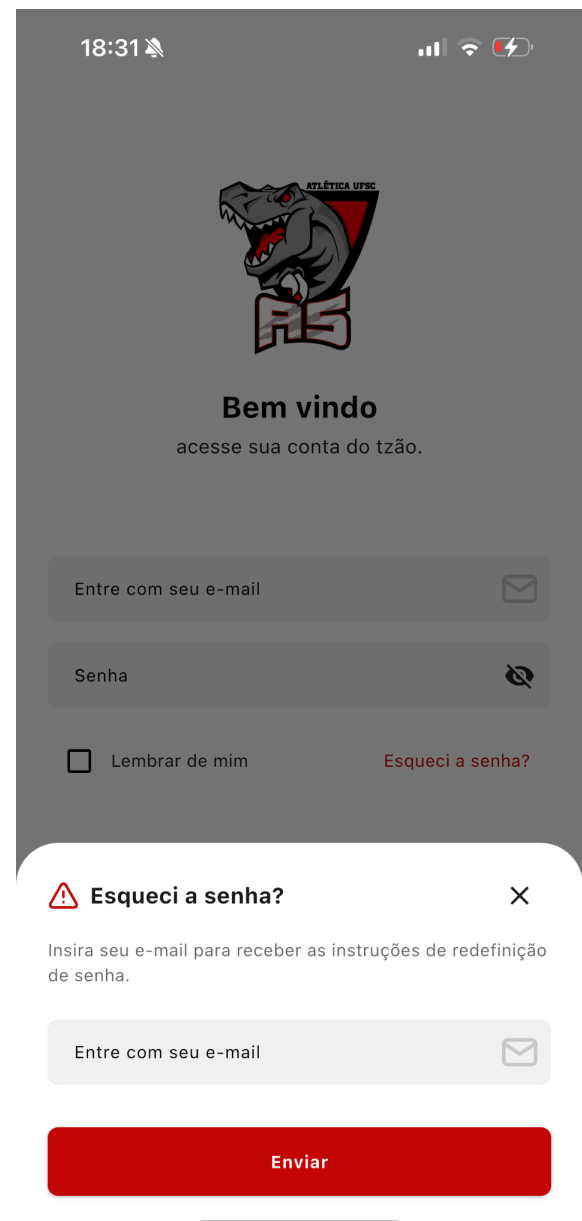 18:31
ATLÉTICA UFSC
AS
Bem vindo
acesse sua conta do tzão.
Entre com seu e-mail
Senha
Lembrar de mim
Esqueci a senha?
Esqueci a senha?
Insira seu e-mail para receber as instruções de redefinição
de senha.
Entre com seu e-mail
Enviar